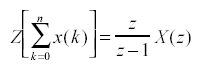 Z[∑_{k=0}^{n} x(k)] = z/(z−1) X(z)